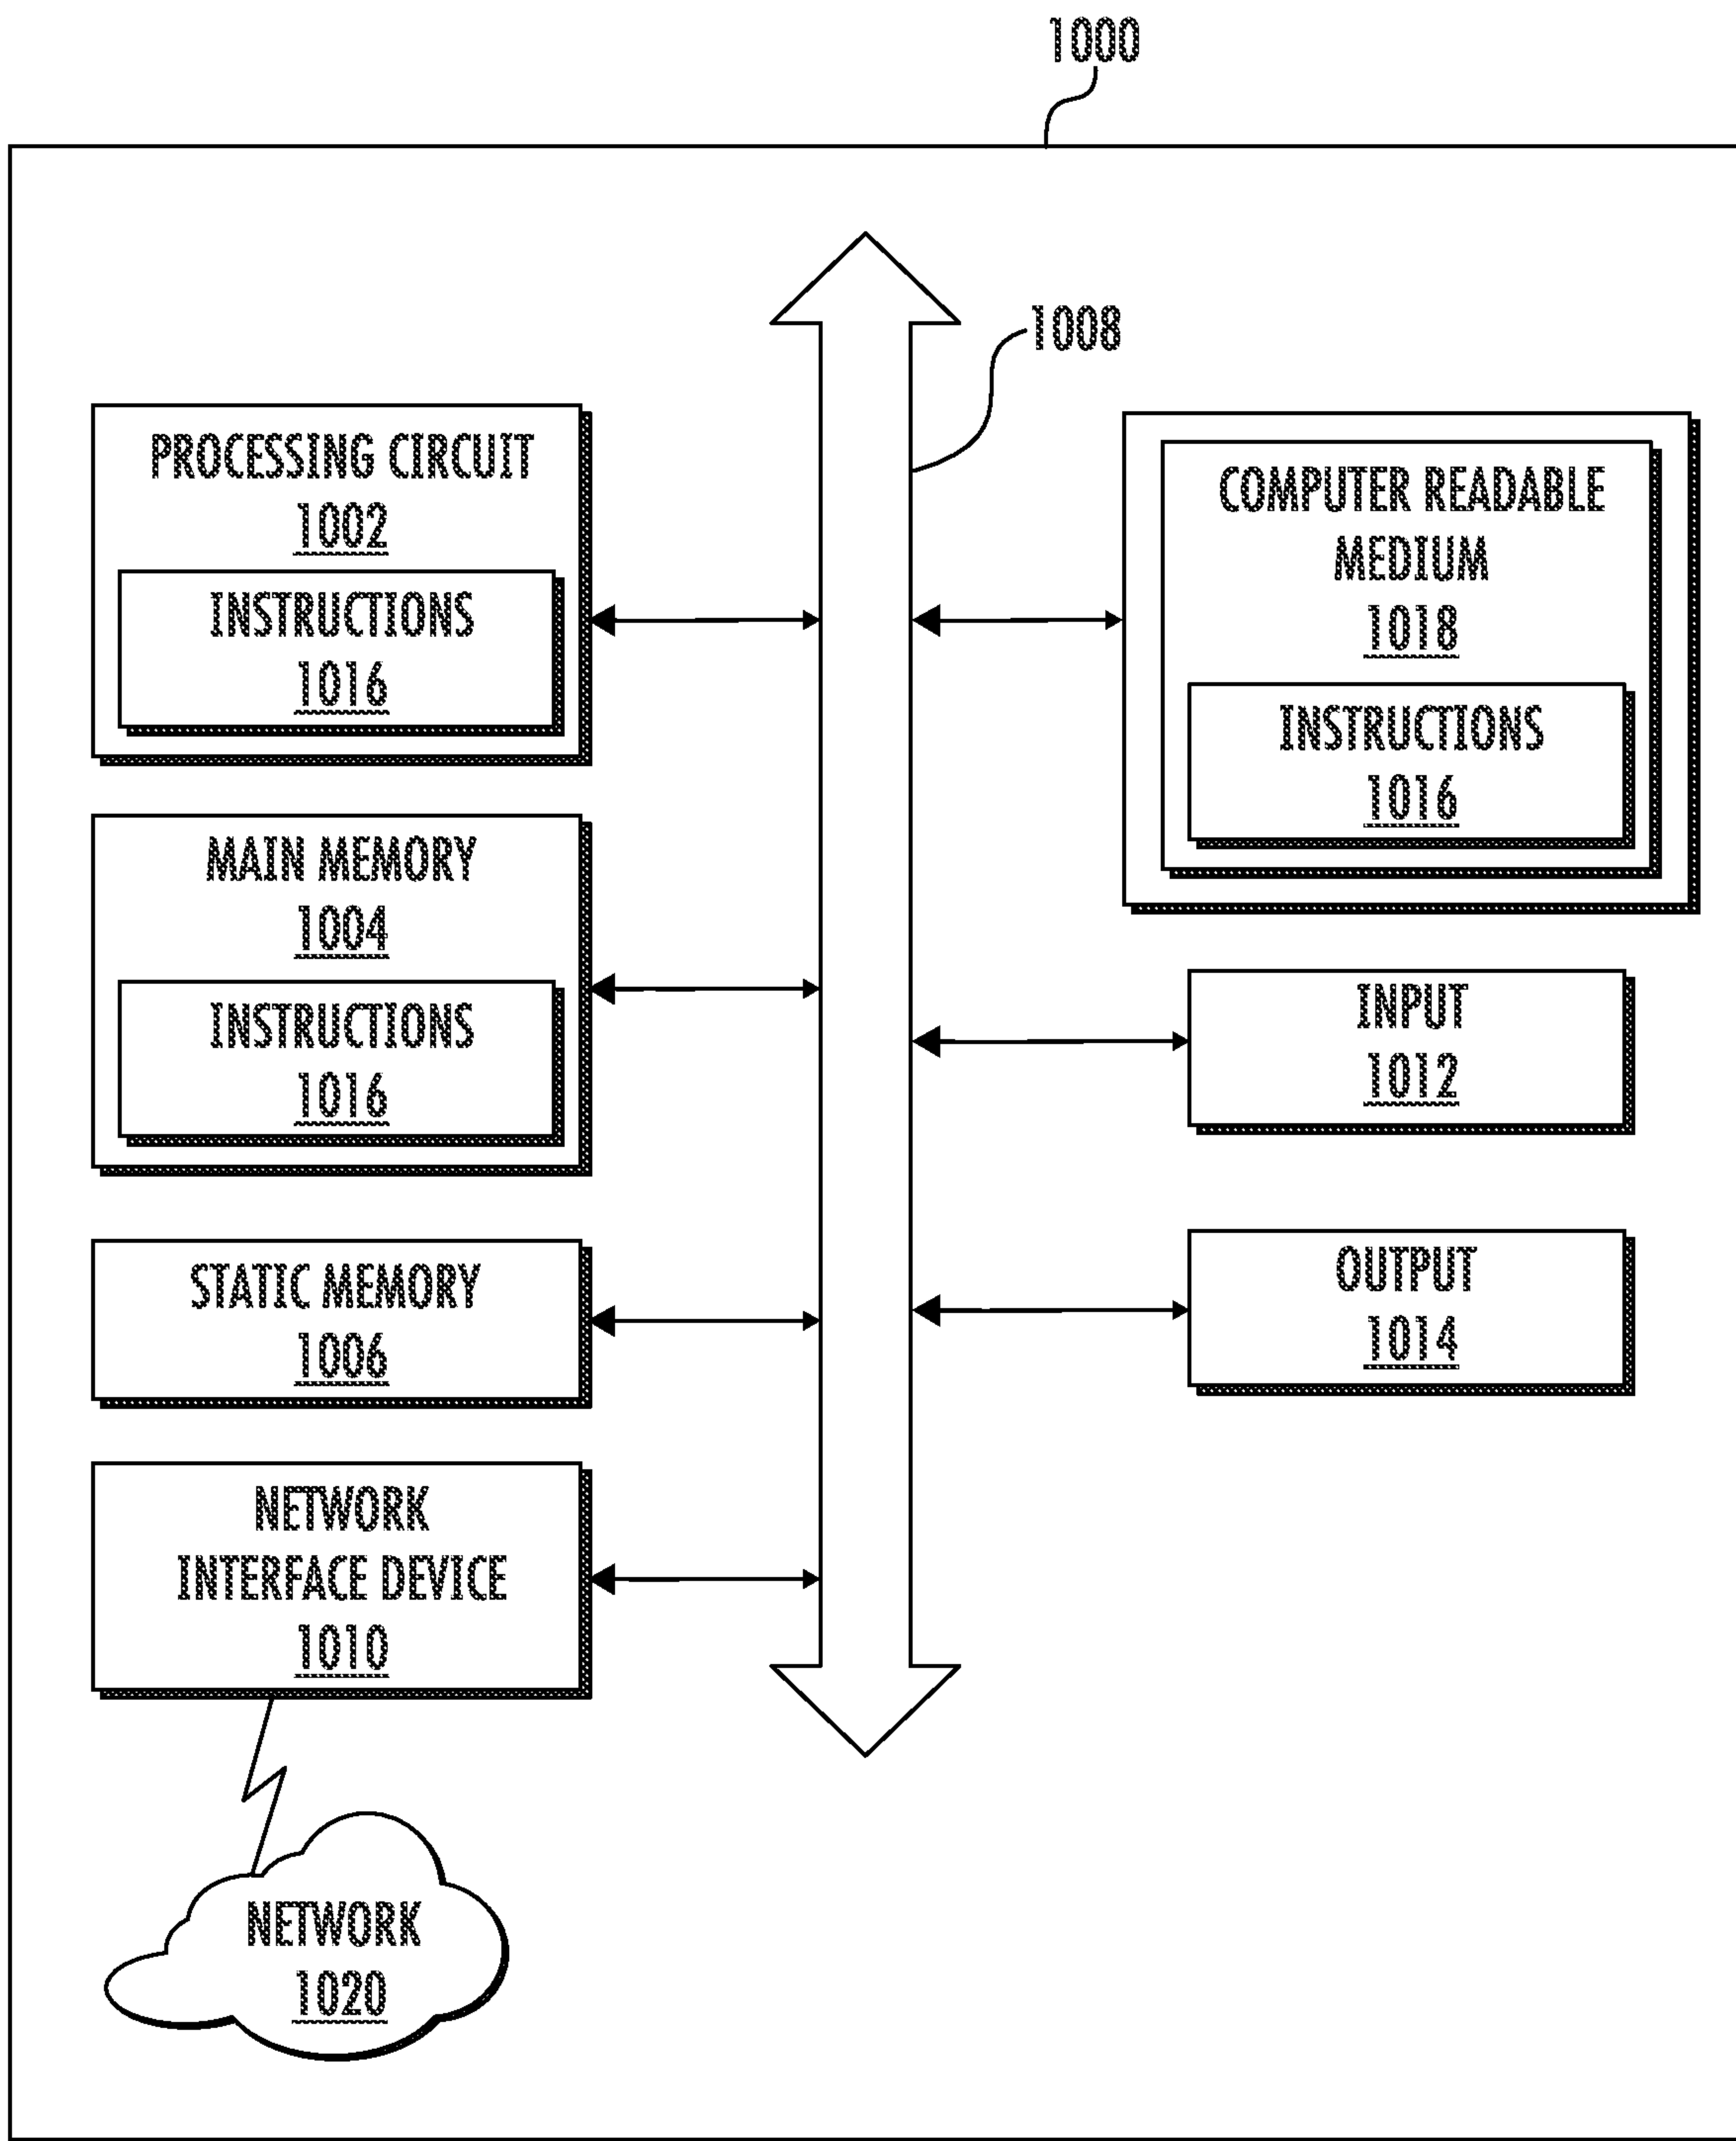 1000
1008
PROCESSING CIRCUIT
1002
INSTRUCTIONS
1016
MAIN MEMORY
1004
INSTRUCTIONS
1016
STATIC MEMORY
1006
NETWORK
INTERFACE DEVICE
1010
NETWORK
1020
COMPUTER READABLE
MEDIUM
1018
INSTRUCTIONS
1016
INPUT
1012
OUTPUT
1014